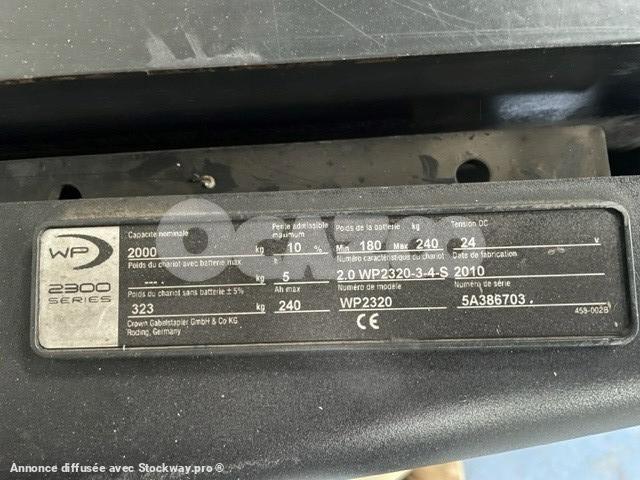 WP
2300
SERIES
Capacité nominale
2000 kg
Pente admissible
maximum
10 %
Poids de la batterie kg
Min 180 Max 240
Tension DC
24 v
Poids du chariot avec batterie max.
---- kg
5
Numéro caractéristique du chariot
2.0 WP2320-3-4-S
Date de fabrication
2010
Poids du chariot sans batterie ± 5%
323 kg
Ah max
240
Numéro de modèle
WP2320
Numéro de série
5A386703
Crown Gabelstapler GmbH & Co KG
Roding, Germany
CE
459-002B
OCAZOO
Annonce diffusée avec Stockway.pro ®